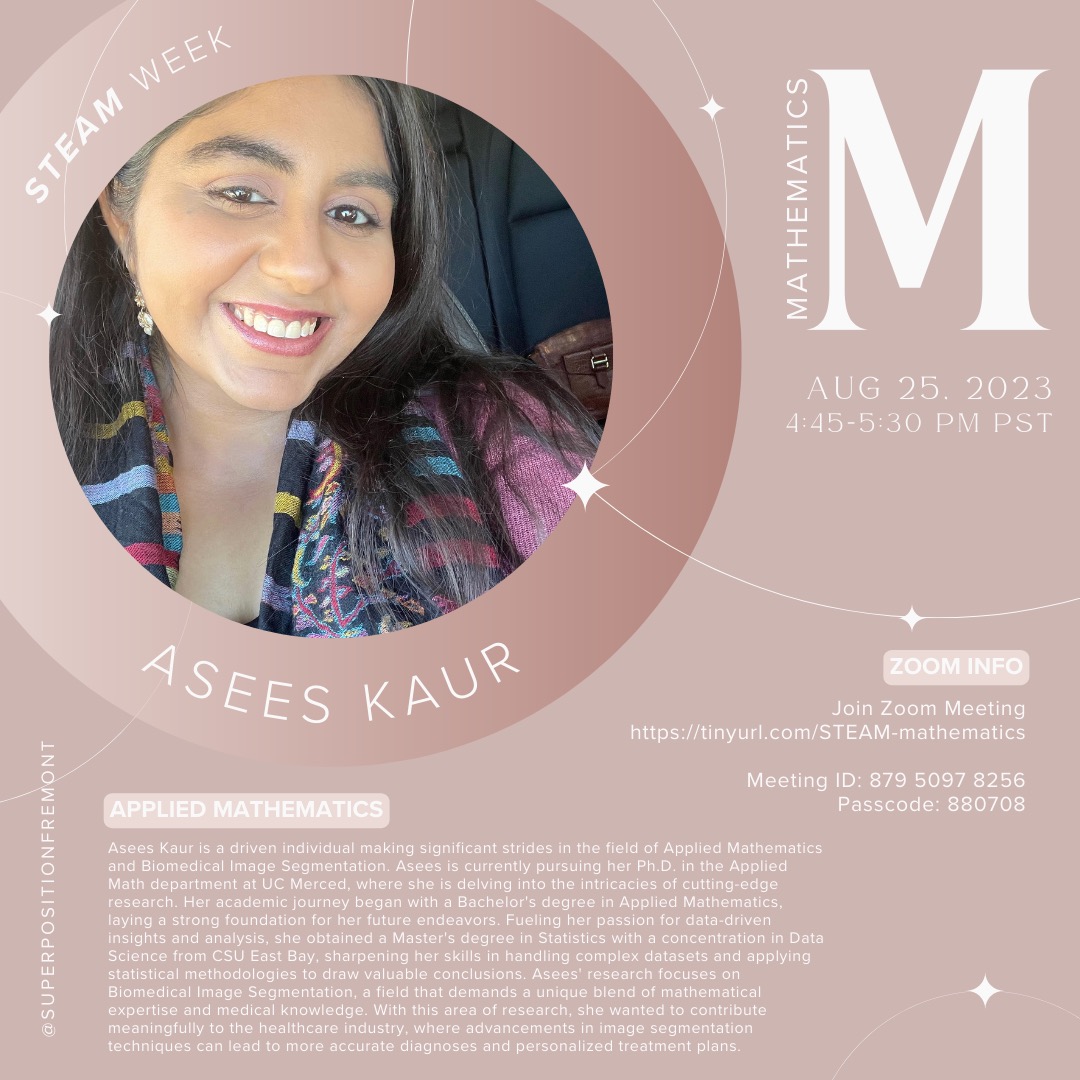 STEAM WEEK
MATHEMATICS
M
AUG 25. 2023
4:45-5:30 PM PST
ASEES KAUR
ZOOM INFO
Join Zoom Meeting
https://tinyurl.com/STEAM-mathematics
Meeting ID: 879 5097 8256
Passcode: 880708
@SUPERPOSITIONFREMONT
APPLIED MATHEMATICS
Asees Kaur is a driven individual making significant strides in the field of Applied Mathematics
and Biomedical Image Segmentation. Asees is currently pursuing her Ph.D. in the Applied
Math department at UC Merced, where she is delving into the intricacies of cutting-edge
research. Her academic journey began with a Bachelor's degree in Applied Mathematics,
laying a strong foundation for her future endeavors. Fueling her passion for data-driven
insights and analysis, she obtained a Master's degree in Statistics with a concentration in Data
Science from CSU East Bay, sharpening her skills in handling complex datasets and applying
statistical methodologies to draw valuable conclusions. Asees' research focuses on
Biomedical Image Segmentation, a field that demands a unique blend of mathematical
expertise and medical knowledge. With this area of research, she wanted to contribute
meaningfully to the healthcare industry, where advancements in image segmentation
techniques can lead to more accurate diagnoses and personalized treatment plans.